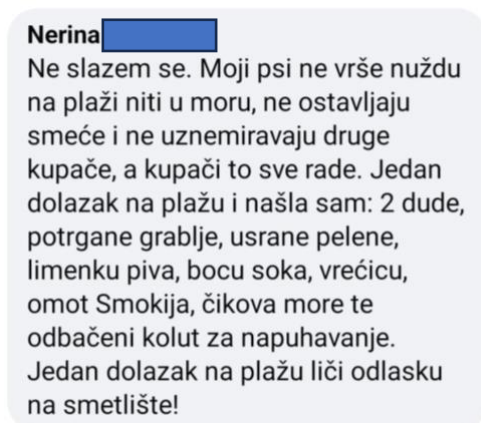 Nerina
Ne slazem se. Moji psi ne vrše nuždu
na plaži niti u moru, ne ostavljaju
smeće i ne uznemiravaju druge
kupače, a kupači to sve rade. Jedan
dolazak na plažu i našla sam: 2 dude,
potrgane grablje, usrane pelene,
limenku piva, bocu soka, vrećicu,
omot Smokija, čikova more te
odbačeni kolut za napuhavanje.
Jedan dolazak na plažu liči odlasku
na smetlište!